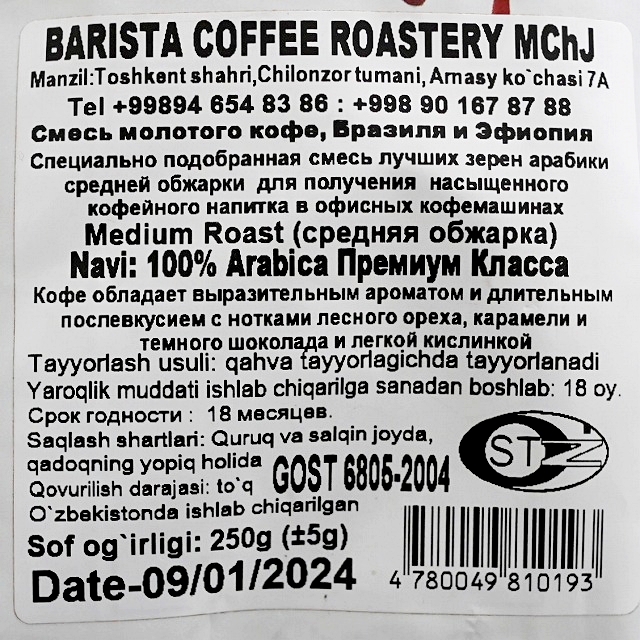 BARISTA COFFEE ROASTERY MChJ
Manzil:Toshkent shahri,Chilonzor tumani, Arnasy ko`chasi 7A
Tel +99894 654 83 86 : +998 90 167 87 88
Смесь молотого кофе, Бразиля и Эфиопия
Специально подобранная смесь лучших зерен арабики
средней обжарки для получения насыщенного
кофейного напитка в офисных кофемашинах
Medium Roast (средняя обжарка)
Navi: 100% Arabica Премиум Класса
Кофе обладает выразительным ароматом и длительным
послевкусием с нотками лесного ореха, карамели и
темного шоколада и легкой кислинкой
Tayyorlash usuli: qahva tayyorlagichda tayyorlanadi
Yaroqlik muddati ishlab chiqarilga sanadan boshlab: 18 oy.
Срок годности : 18 месяцев.
Saqlash shartlari: Quruq va salqin joyda,
qadoqning yopiq holida
GOST 6805-2004
Qovurilish darajasi: to`q
O`zbekistonda ishlab chiqarilgan
Sof og`irligi: 250g (±5g)
Date-09/01/2024
4 780049 810193